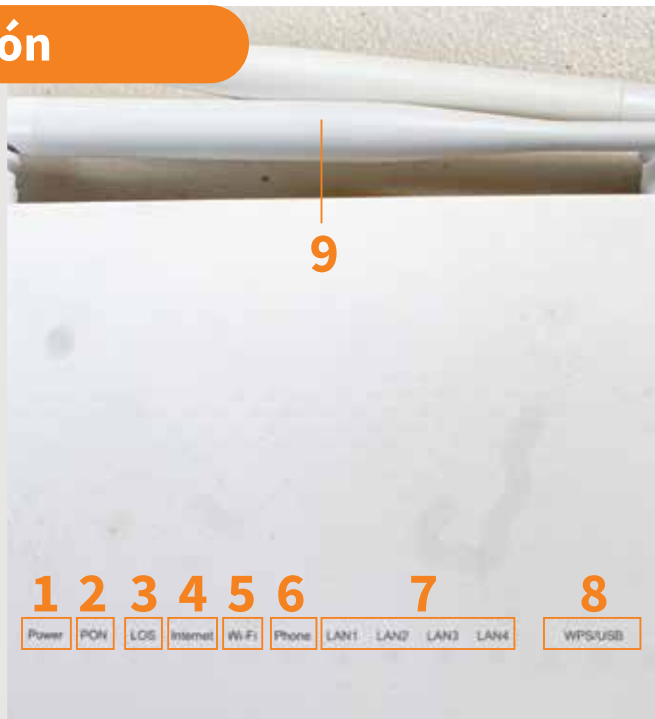 ón
9
1 2 3 4 5 6 7 8
Power PON LOS Internet Wi-Fi Phone LAN1 LAN2 LAN3 LAN4 WPS/USB